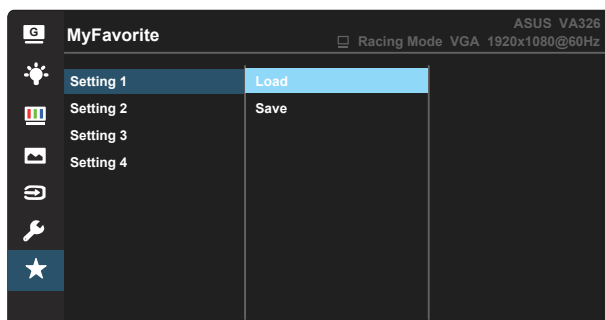 G
MyFavorite
ASUS VA326
Racing Mode VGA 1920x1080@60Hz
Setting 1
Load
Setting 2
Save
Setting 3
Setting 4